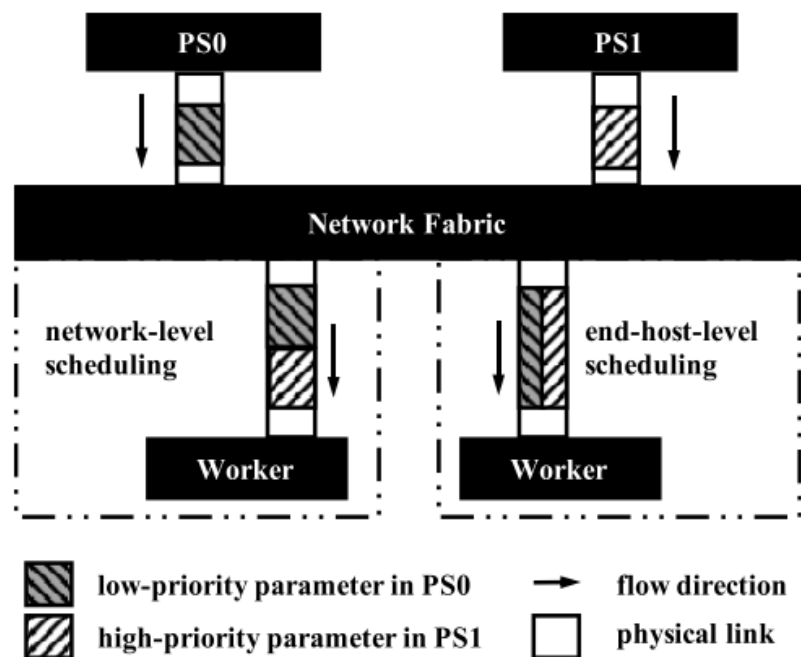 PS0
PS1
Network Fabric
network-level
scheduling
end-host-level
scheduling
Worker
Worker
low-priority parameter in PS0
flow direction
high-priority parameter in PS1
physical link